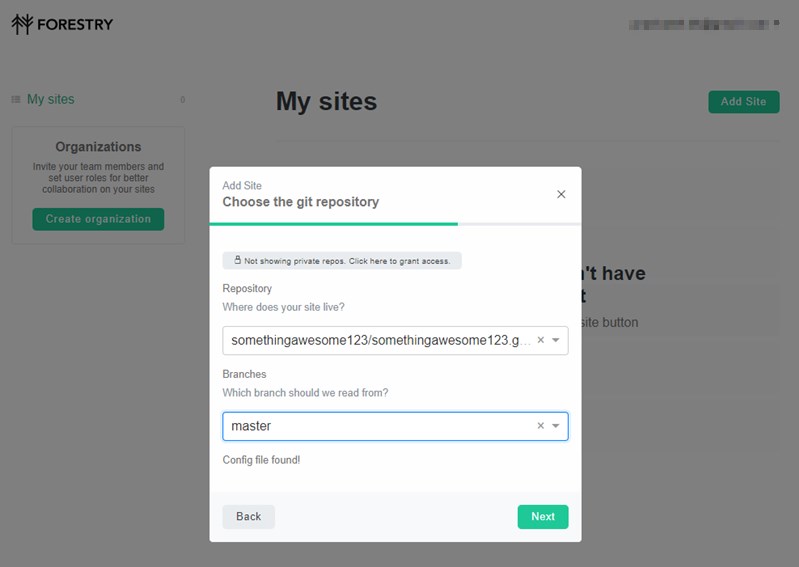 FORESTRY
My sites 0
Organizations
Invite your team members and
set user roles for better
collaboration on your sites
Create organization
My sites
Add Site
Add Site
Choose the git repository
Not showing private repos. Click here to grant access.
Repository
Where does your site live?
somethingawesome123/somethingawesome123.g...
Branches
Which branch should we read from?
master
Config file found!
Back
Next
't have
t
site button